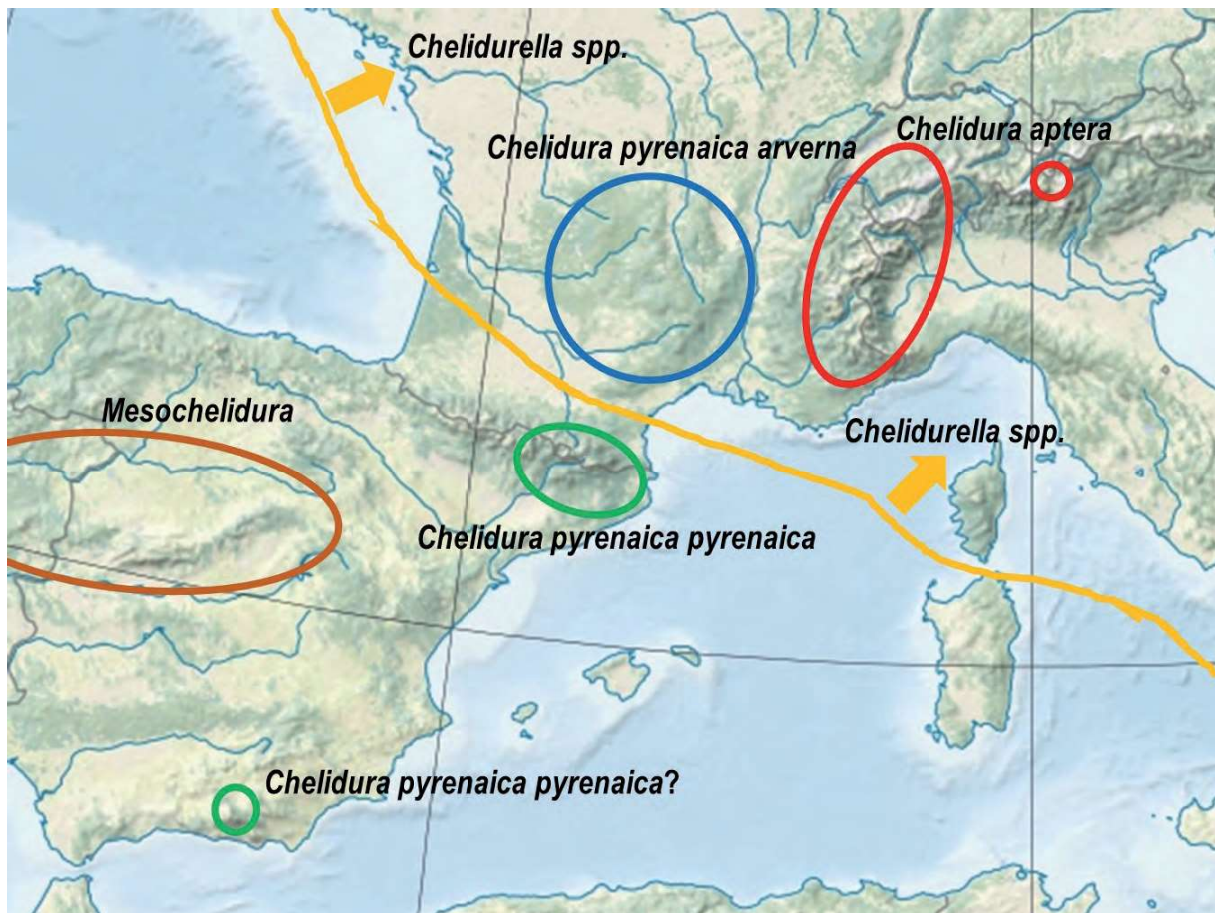 Chelidurella spp.
Chelidura aptera
Chelidura pyrenaica arverna
Mesochelidura
Chelidurella spp.
Chelidura pyrenaica pyrenaica
Chelidura pyrenaica pyrenaica?